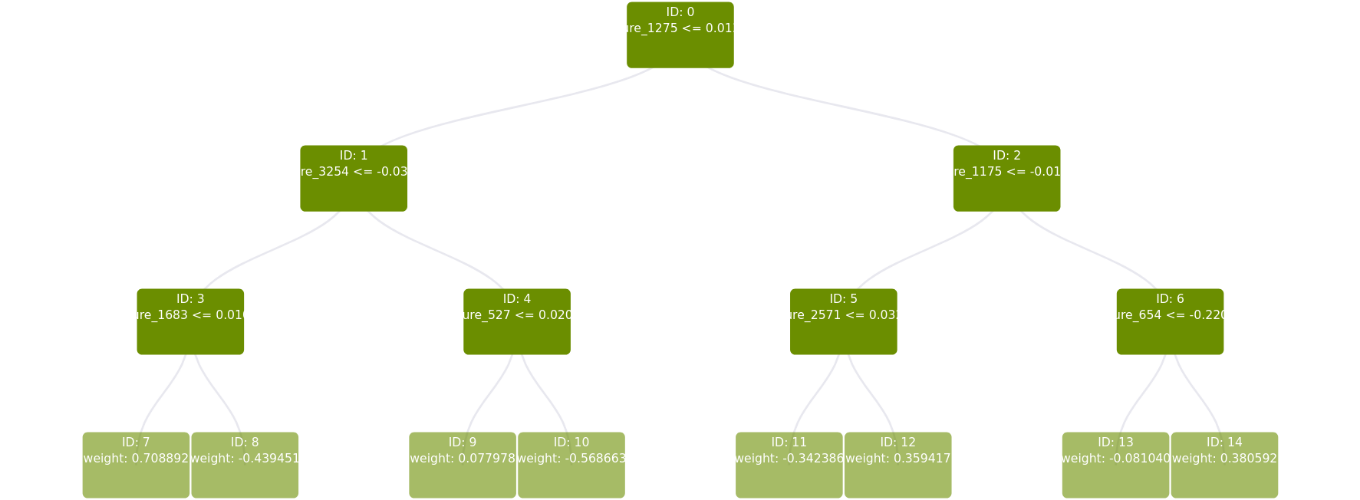 ID: 0
ure_1275 <= 0.01
ID: 1
re_3254 <= -0.03
ID: 2
re_1175 <= -0.01
ID: 3
ure_1683 <= 0.01
ID: 4
ure_527 <= 0.020
ID: 5
ure_2571 <= 0.03
ID: 6
ure_654 <= -0.220
ID: 7
weight: 0.708892
ID: 8
weight: -0.439451
ID: 9
weight: 0.077978
ID: 10
weight: -0.568663
ID: 11
weight: -0.342386
ID: 12
weight: 0.359417
ID: 13
weight: -0.081040
ID: 14
weight: 0.380592